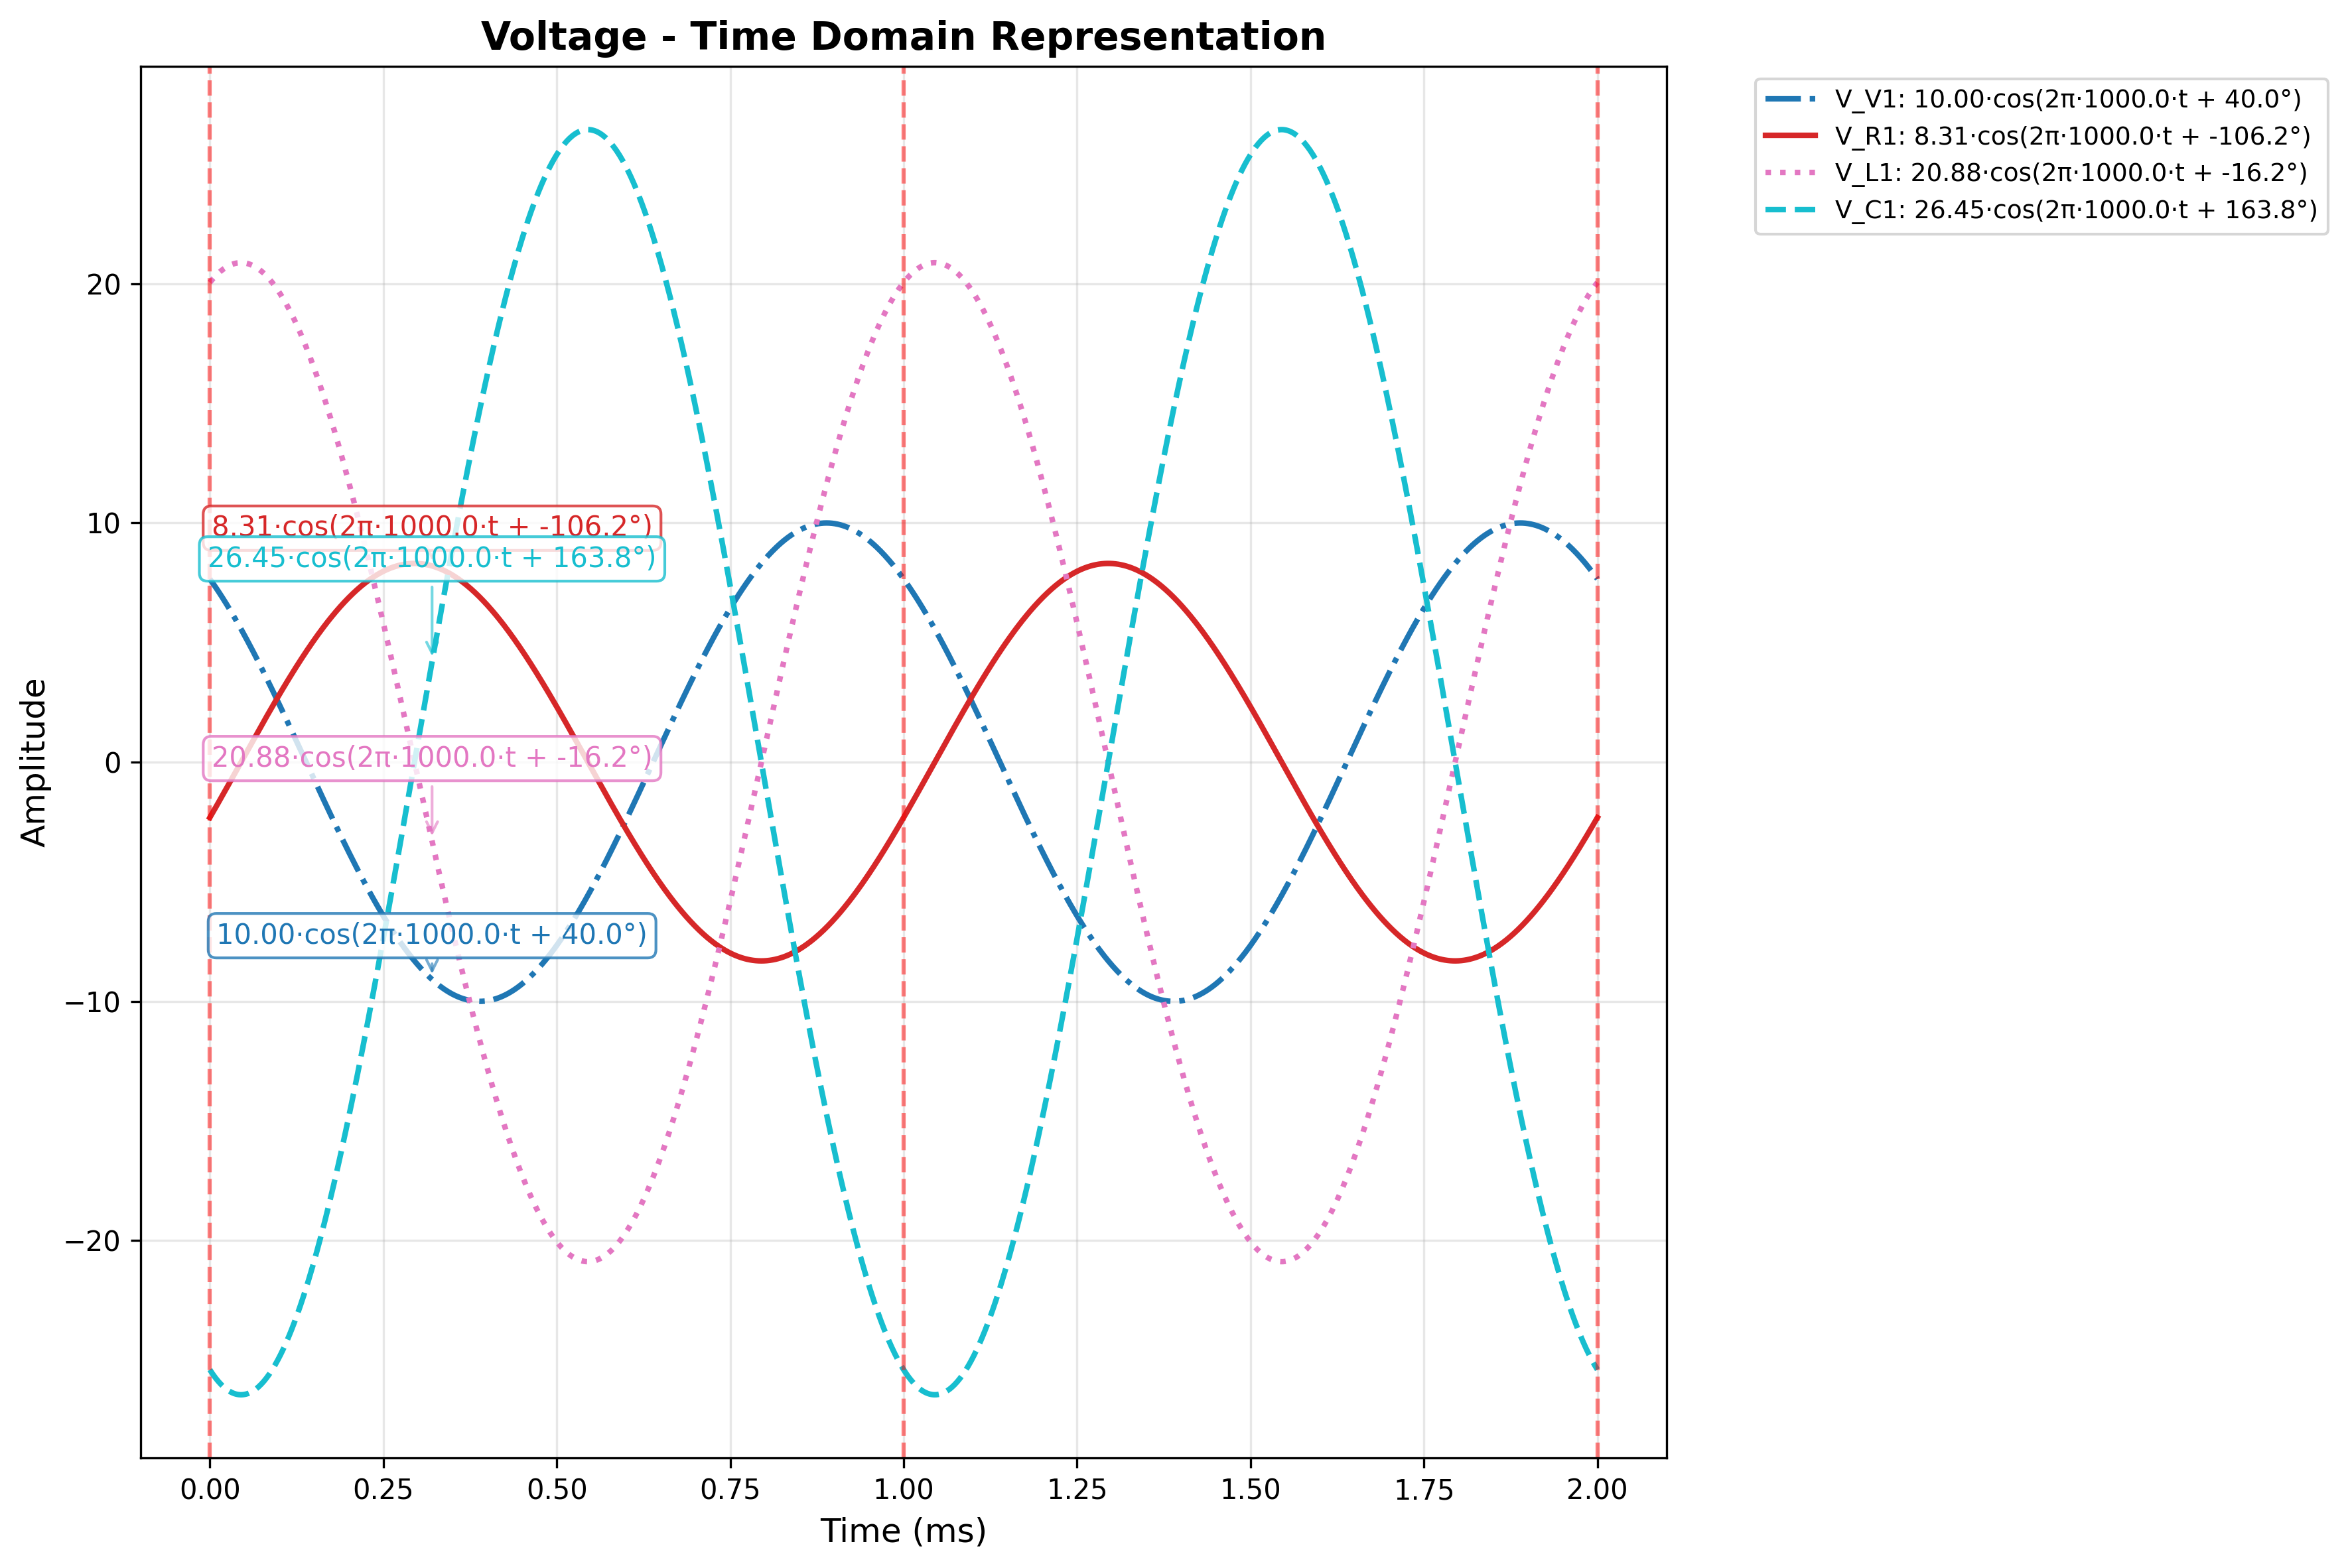 Voltage - Time Domain Representation
V_V1: 10.00·cos(2π·1000.0·t + 40.0°)
V_R1: 8.31·cos(2π·1000.0·t + -106.2°)
V_L1: 20.88·cos(2π·1000.0·t + -16.2°)
V_C1: 26.45·cos(2π·1000.0·t + 163.8°)
20
10
0
−10
−20
Amplitude
8.31·cos(2π·1000.0·t + -106.2°)
26.45·cos(2π·1000.0·t + 163.8°)
20.88·cos(2π·1000.0·t + -16.2°)
10.00·cos(2π·1000.0·t + 40.0°)
0.00 0.25 0.50 0.75 1.00 1.25 1.50 1.75 2.00
Time (ms)